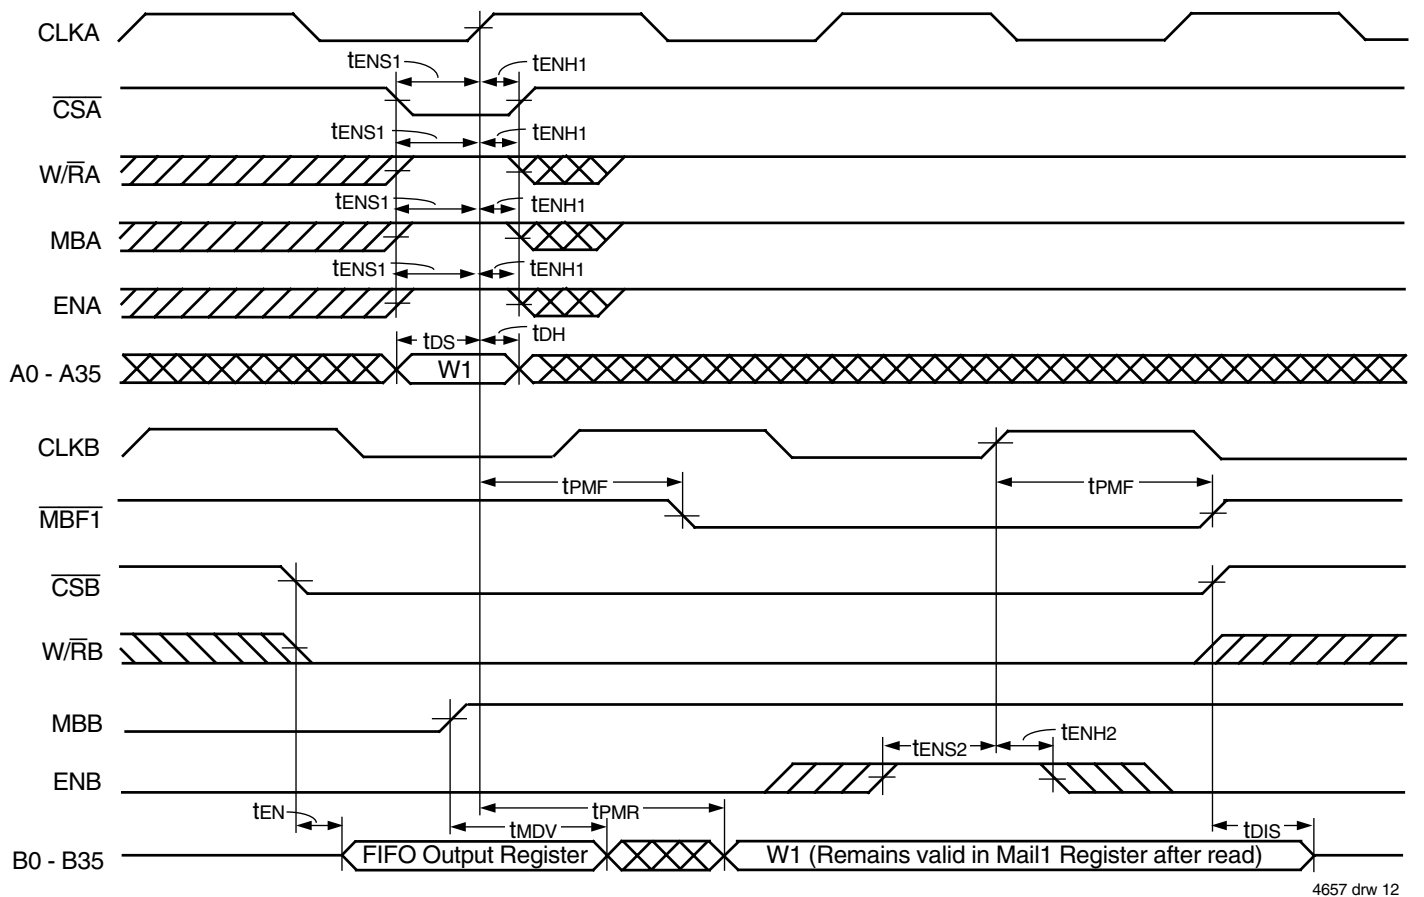 CLKA
tENS1 tENH1
CSA
tENS1 tENH1
W/RA
tENS1 tENH1
MBA
tENS1 tENH1
ENA
tDS tDH
A0 - A35 W1
CLKB
tPMF tPMF
MBF1
CSB
W/RB
MBB
tENS2 tENH2
ENB
tEN tPMR
tMDV tDIS
B0 - B35 FIFO Output Register W1 (Remains valid in Mail1 Register after read)
4657 drw 12